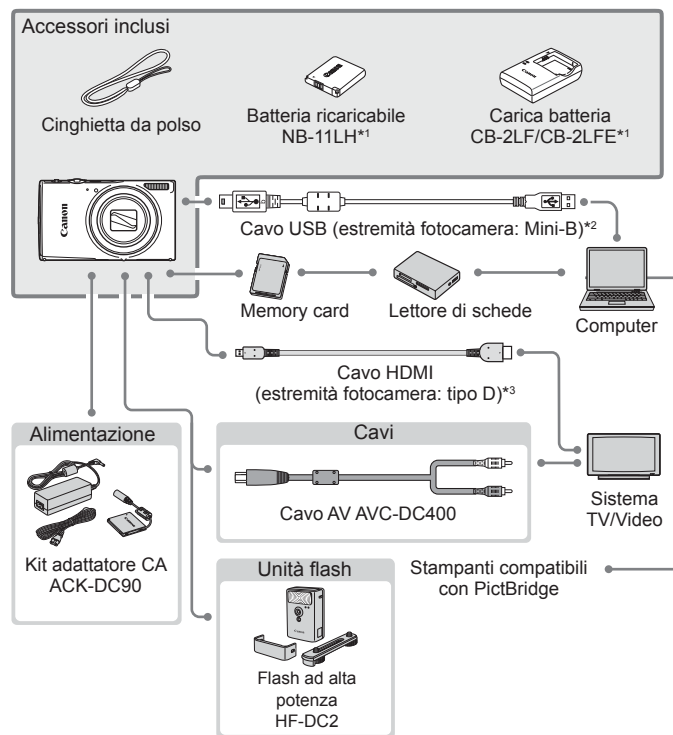 Accessori inclusi
Cinghietta da polso
Batteria ricaricabile
NB-11LH*1
Carica batteria
CB-2LF/CB-2LFE*1
Canon
Cavo USB (estremità fotocamera: Mini-B)*2
Memory card
Lettore di schede
Computer
Cavo HDMI
(estremità fotocamera: tipo D)*3
Alimentazione
Kit adattatore CA
ACK-DC90
Cavi
Cavo AV AVC-DC400
Sistema
TV/Video
Unità flash
Flash ad alta
potenza
HF-DC2
Stampanti compatibili
con PictBridge